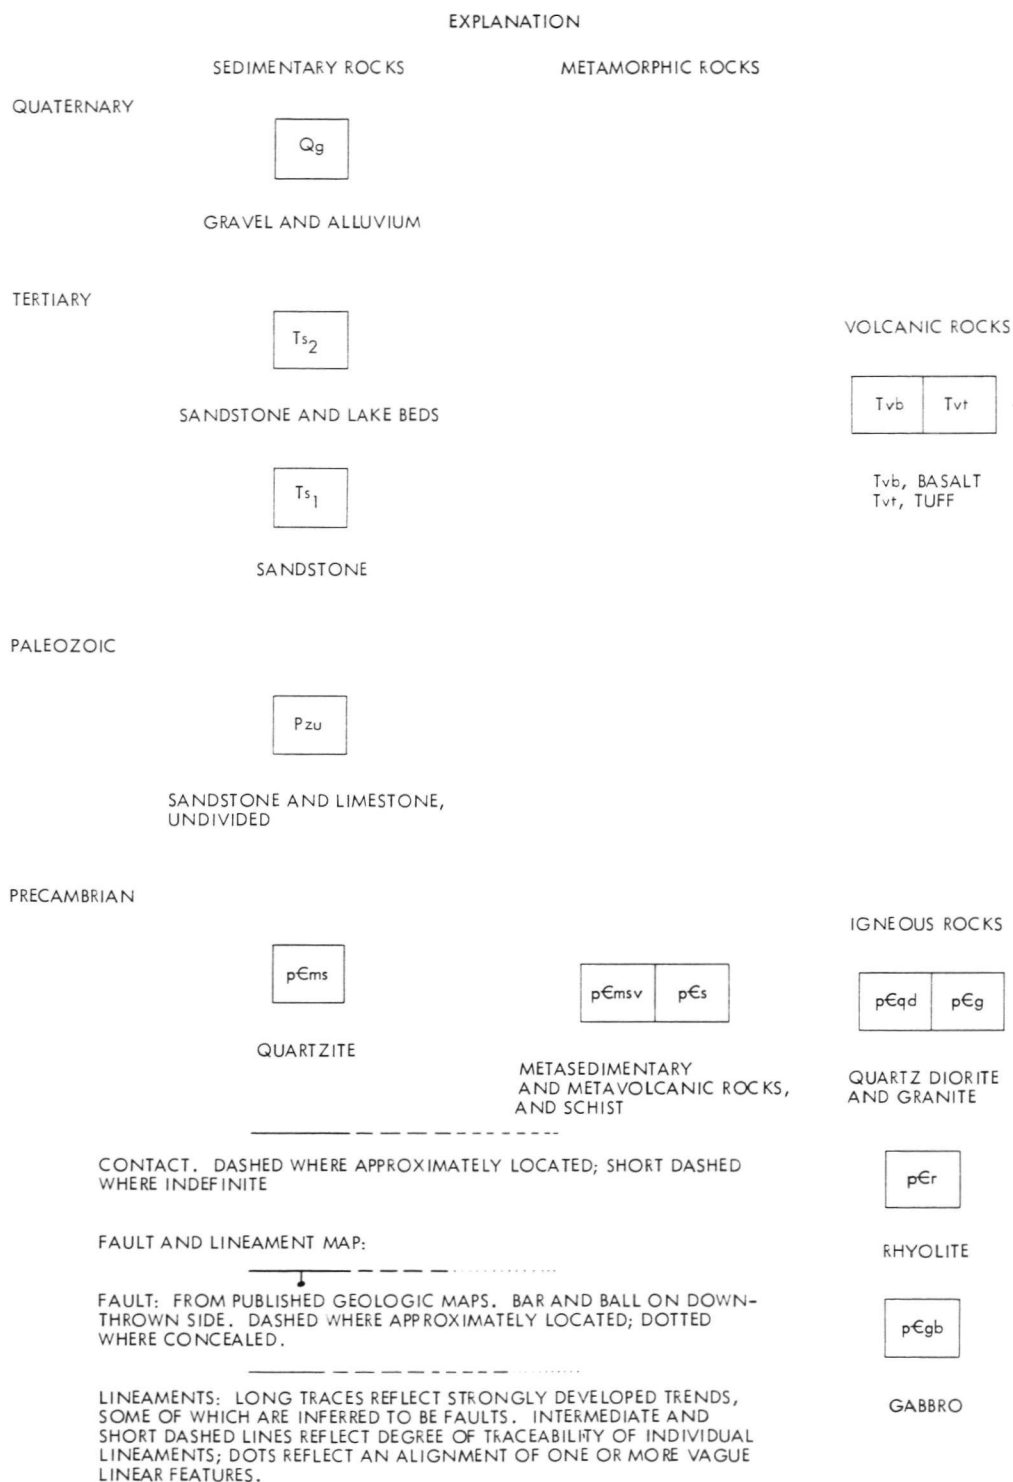 EXPLANATION
SEDIMENTARY ROCKS
METAMORPHIC ROCKS
QUATERNARY
Qg
GRAVEL AND ALLUVIUM
TERTIARY
Ts2
SANDSTONE AND LAKE BEDS
Ts1
SANDSTONE
VOLCANIC ROCKS
Tvb Tvt
Tvb, BASALT
Tvt, TUFF
PALEOZOIC
Pzu
SANDSTONE AND LIMESTONE,
UNDIVIDED
PRECAMBRIAN
p€ms
QUARTZITE
p€msv p€s
METASEDIMENTARY
AND METAVOLCANIC ROCKS,
AND SCHIST
IGNEOUS ROCKS
p€qd p€g
QUARTZ DIORITE
AND GRANITE
p€r
RHYOLITE
p€gb
GABBRO
CONTACT. DASHED WHERE APPROXIMATELY LOCATED; SHORT DASHED
WHERE INDEFINITE
FAULT AND LINEAMENT MAP:
FAULT: FROM PUBLISHED GEOLOGIC MAPS. BAR AND BALL ON DOWN-
THROWN SIDE. DASHED WHERE APPROXIMATELY LOCATED; DOTTED
WHERE CONCEALED.
LINEAMENTS: LONG TRACES REFLECT STRONGLY DEVELOPED TRENDS,
SOME OF WHICH ARE INFERRED TO BE FAULTS. INTERMEDIATE AND
SHORT DASHED LINES REFLECT DEGREE OF TRACEABILITY OF INDIVIDUAL
LINEAMENTS; DOTS REFLECT AN ALIGNMENT OF ONE OR MORE VAGUE
LINEAR FEATURES.